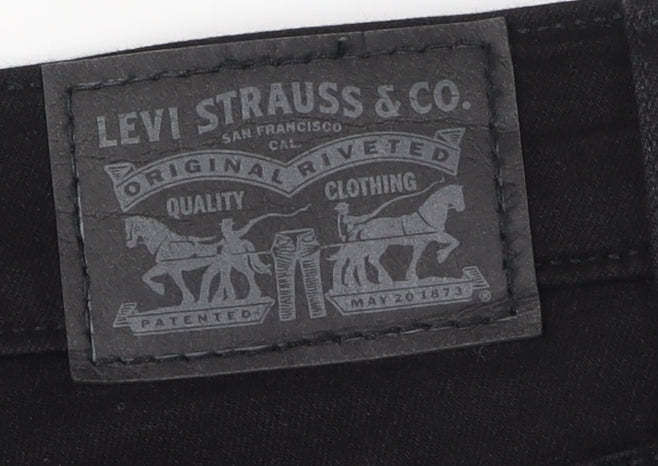 LEVI STRAUSS & CO.
SAN FRANCISCO
CAL.
ORIGINAL RIVETED
QUALITY CLOTHING
PATENTED MAY 20 1873 ®